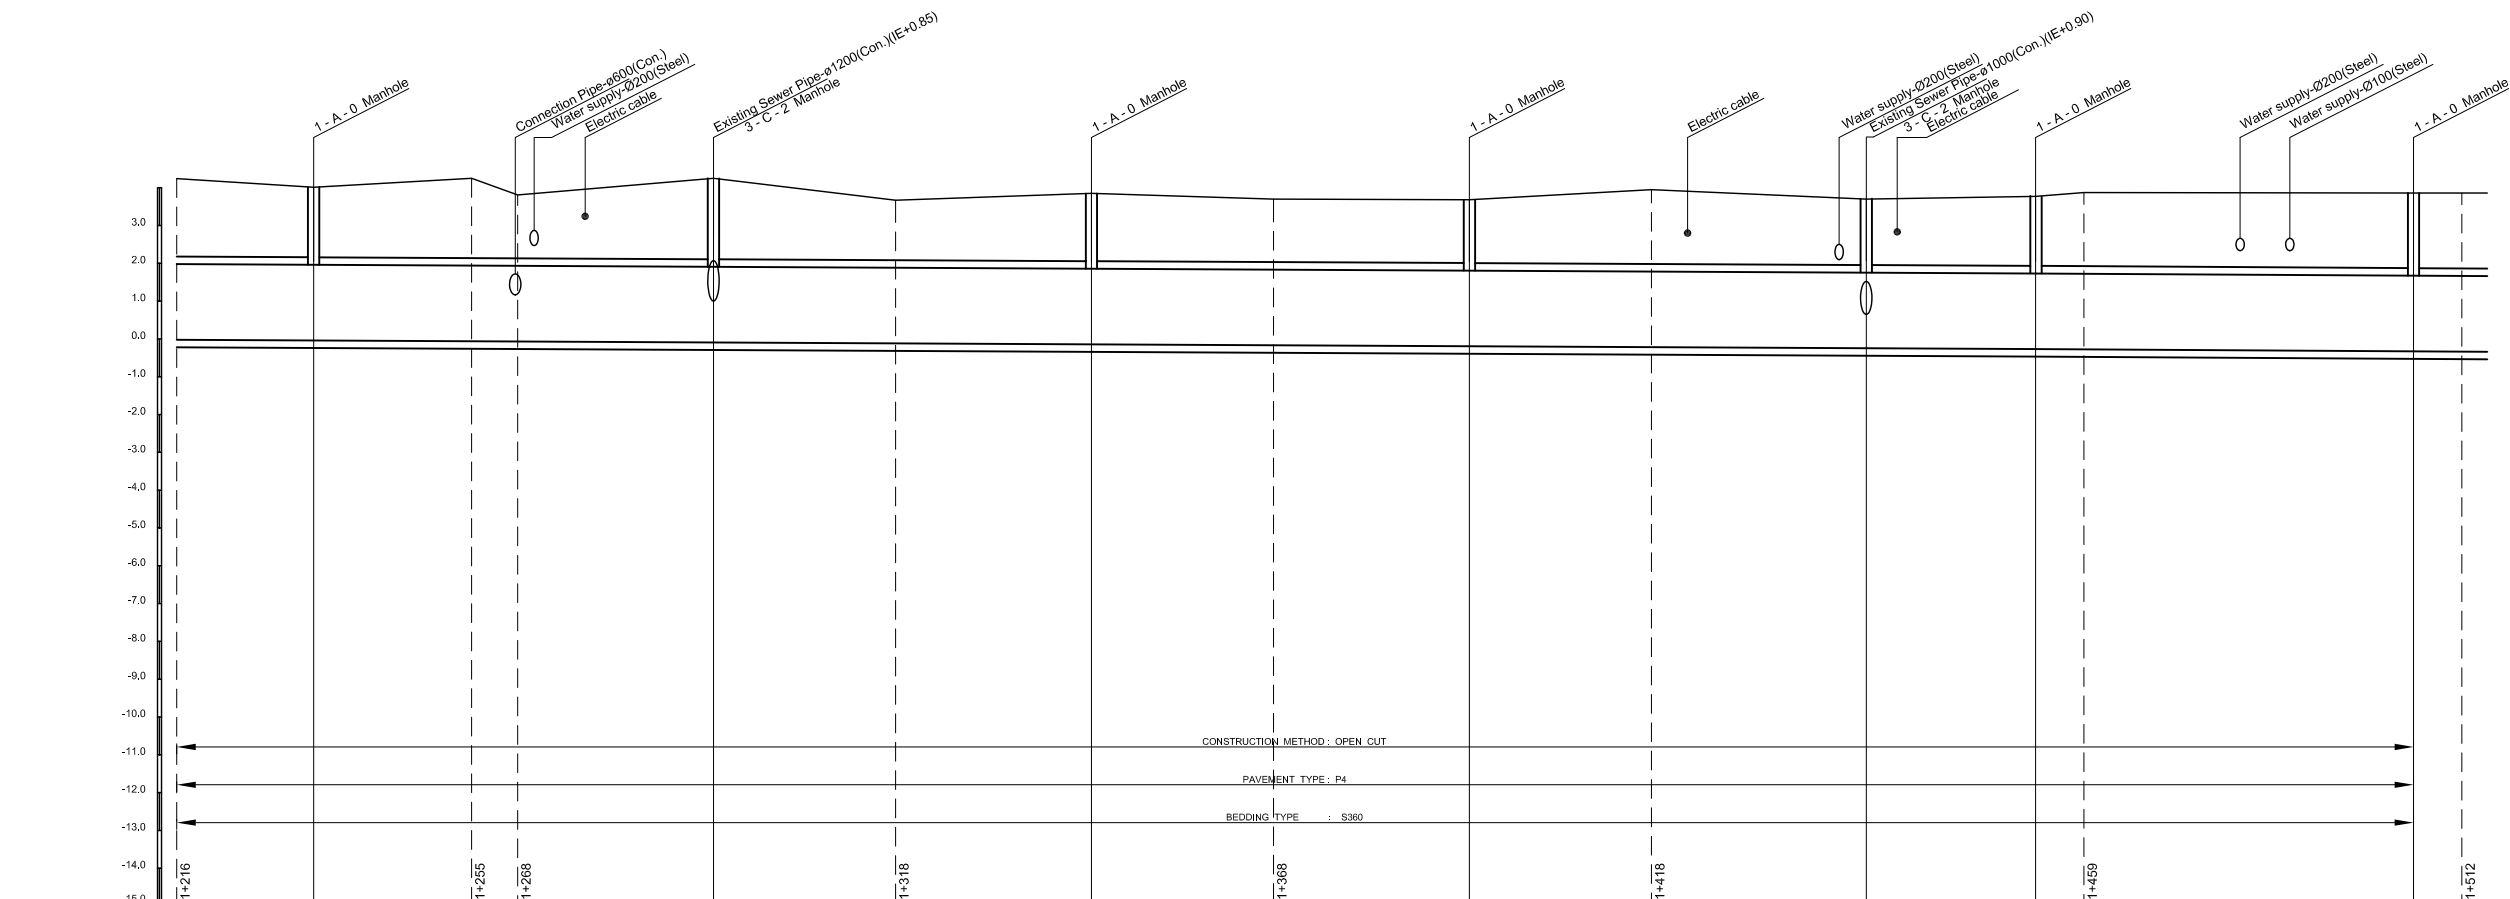 1 - A - 0 Manhole
Connection Pipe-ø600(Con.)
Water supply-Ø200(Steel)
Electric cable
Existing Sewer Pipe-ø1200(Con.)(IE+0.85)
3 - C - 2 Manhole
1 - A - 0 Manhole
1 - A - 0 Manhole
Electric cable
Water supply-Ø200(Steel)
Existing Sewer Pipe-ø1000(Con.)(IE+0.90)
3 - C - 2 Manhole
Electric cable
1 - A - 0 Manhole
Water supply-Ø200(Steel)
Water supply-Ø100(Steel)
1 - A - 0 Manhole
3.0
2.0
1.0
0.0
-1.0
-2.0
-3.0
-4.0
-5.0
-6.0
-7.0
-8.0
-9.0
-10.0
-11.0
-12.0
-13.0
-14.0
-15.0
CONSTRUCTION METHOD : OPEN CUT
PAVEMENT TYPE : P4
BEDDING TYPE : S360
1+216
1+255
1+268
1+318
1+368
1+418
1+459
1+512